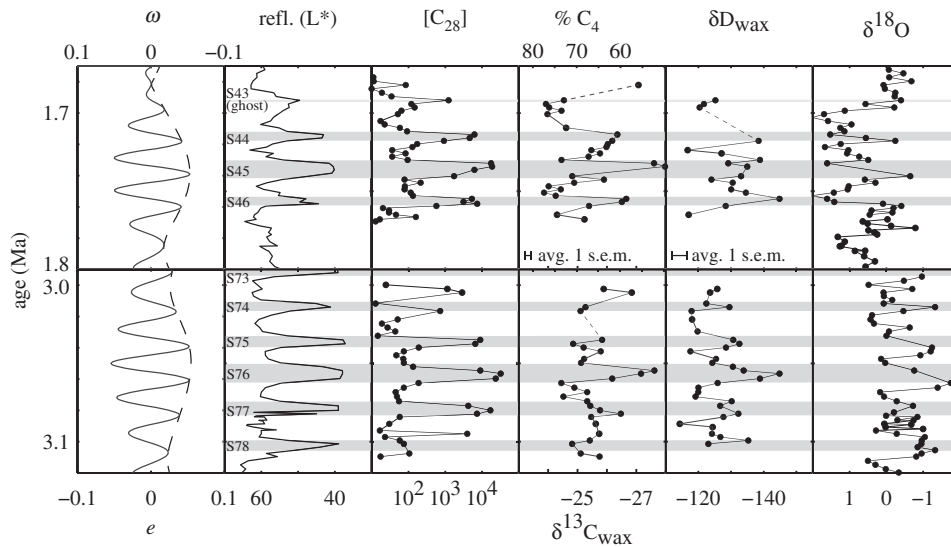 ω refl. (L*) [C28] % C4 δDwax δ18O
0.1 0 −0.1 80 70 60
S43
(ghost)
1.7
S44
S45
S46
avg. 1 s.e.m. avg. 1 s.e.m.
1.8
age (Ma)
3.0
S73
S74
S75
S76
S77
3.1
S78
−0.1 0 0.1 60 40 10² 10³ 10⁴ −25 −27 −120 −140 1 0 −1
e δ13Cwax